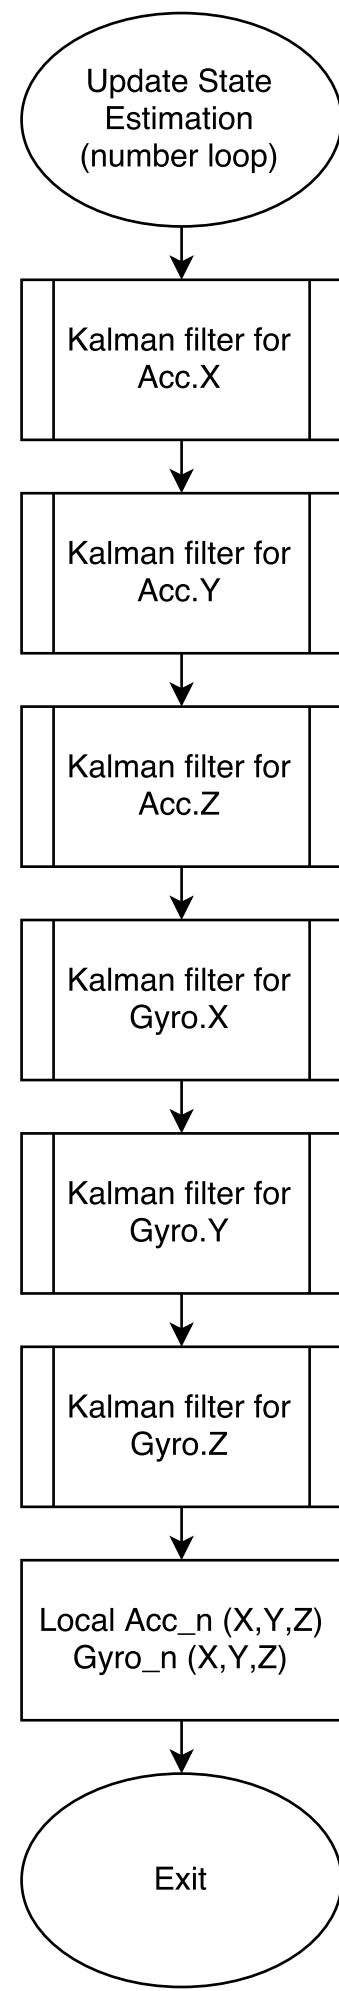 Update State
Estimation
(number loop)
Kalman filter for
Acc.X
Kalman filter for
Acc.Y
Kalman filter for
Acc.Z
Kalman filter for
Gyro.X
Kalman filter for
Gyro.Y
Kalman filter for
Gyro.Z
Local Acc_n (X,Y,Z)
Gyro_n (X,Y,Z)
Exit